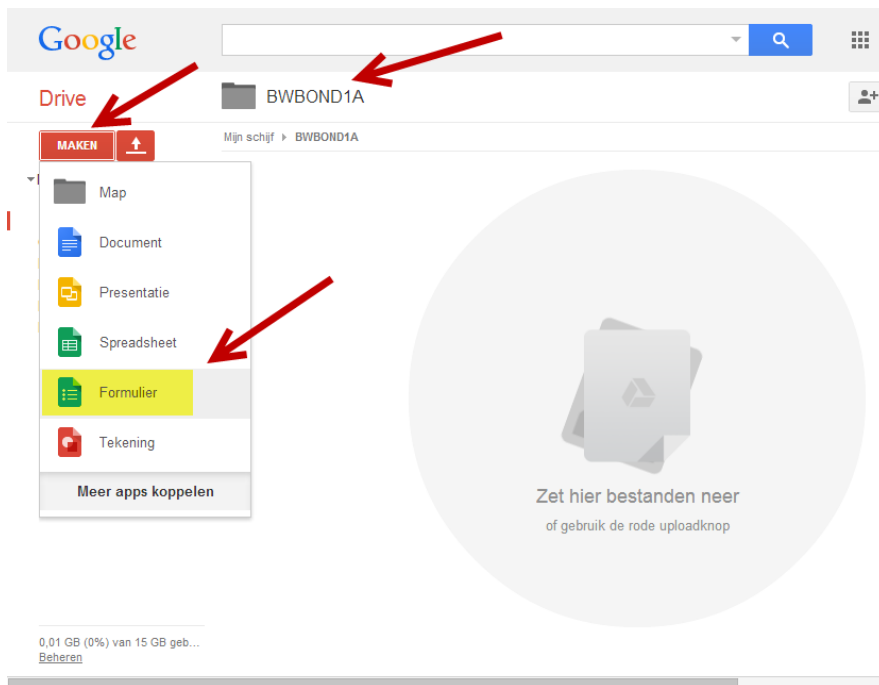 Google
Drive
BWBOND1A
MAKEN
Mijn schijf BWBOND1A
Map
Document
Presentatie
Spreadsheet
Formulier
Tekening
Meer apps koppelen
Zet hier bestanden neer
of gebruik de rode uploadknop
0,01 GB (0%) van 15 GB geb...
Beheren